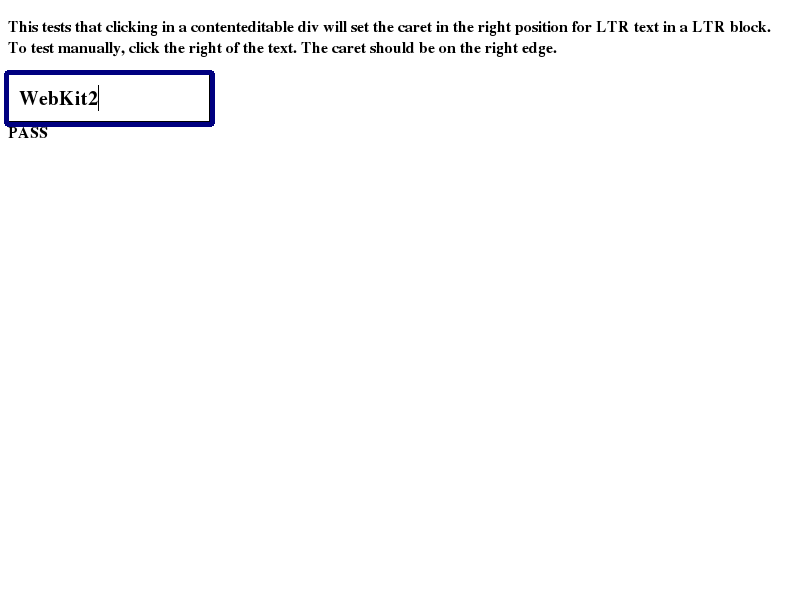 This tests that clicking in a contenteditable div will set the caret in the right position for LTR text in a LTR block.
To test manually, click the right of the text. The caret should be on the right edge.
WebKit2
PASS